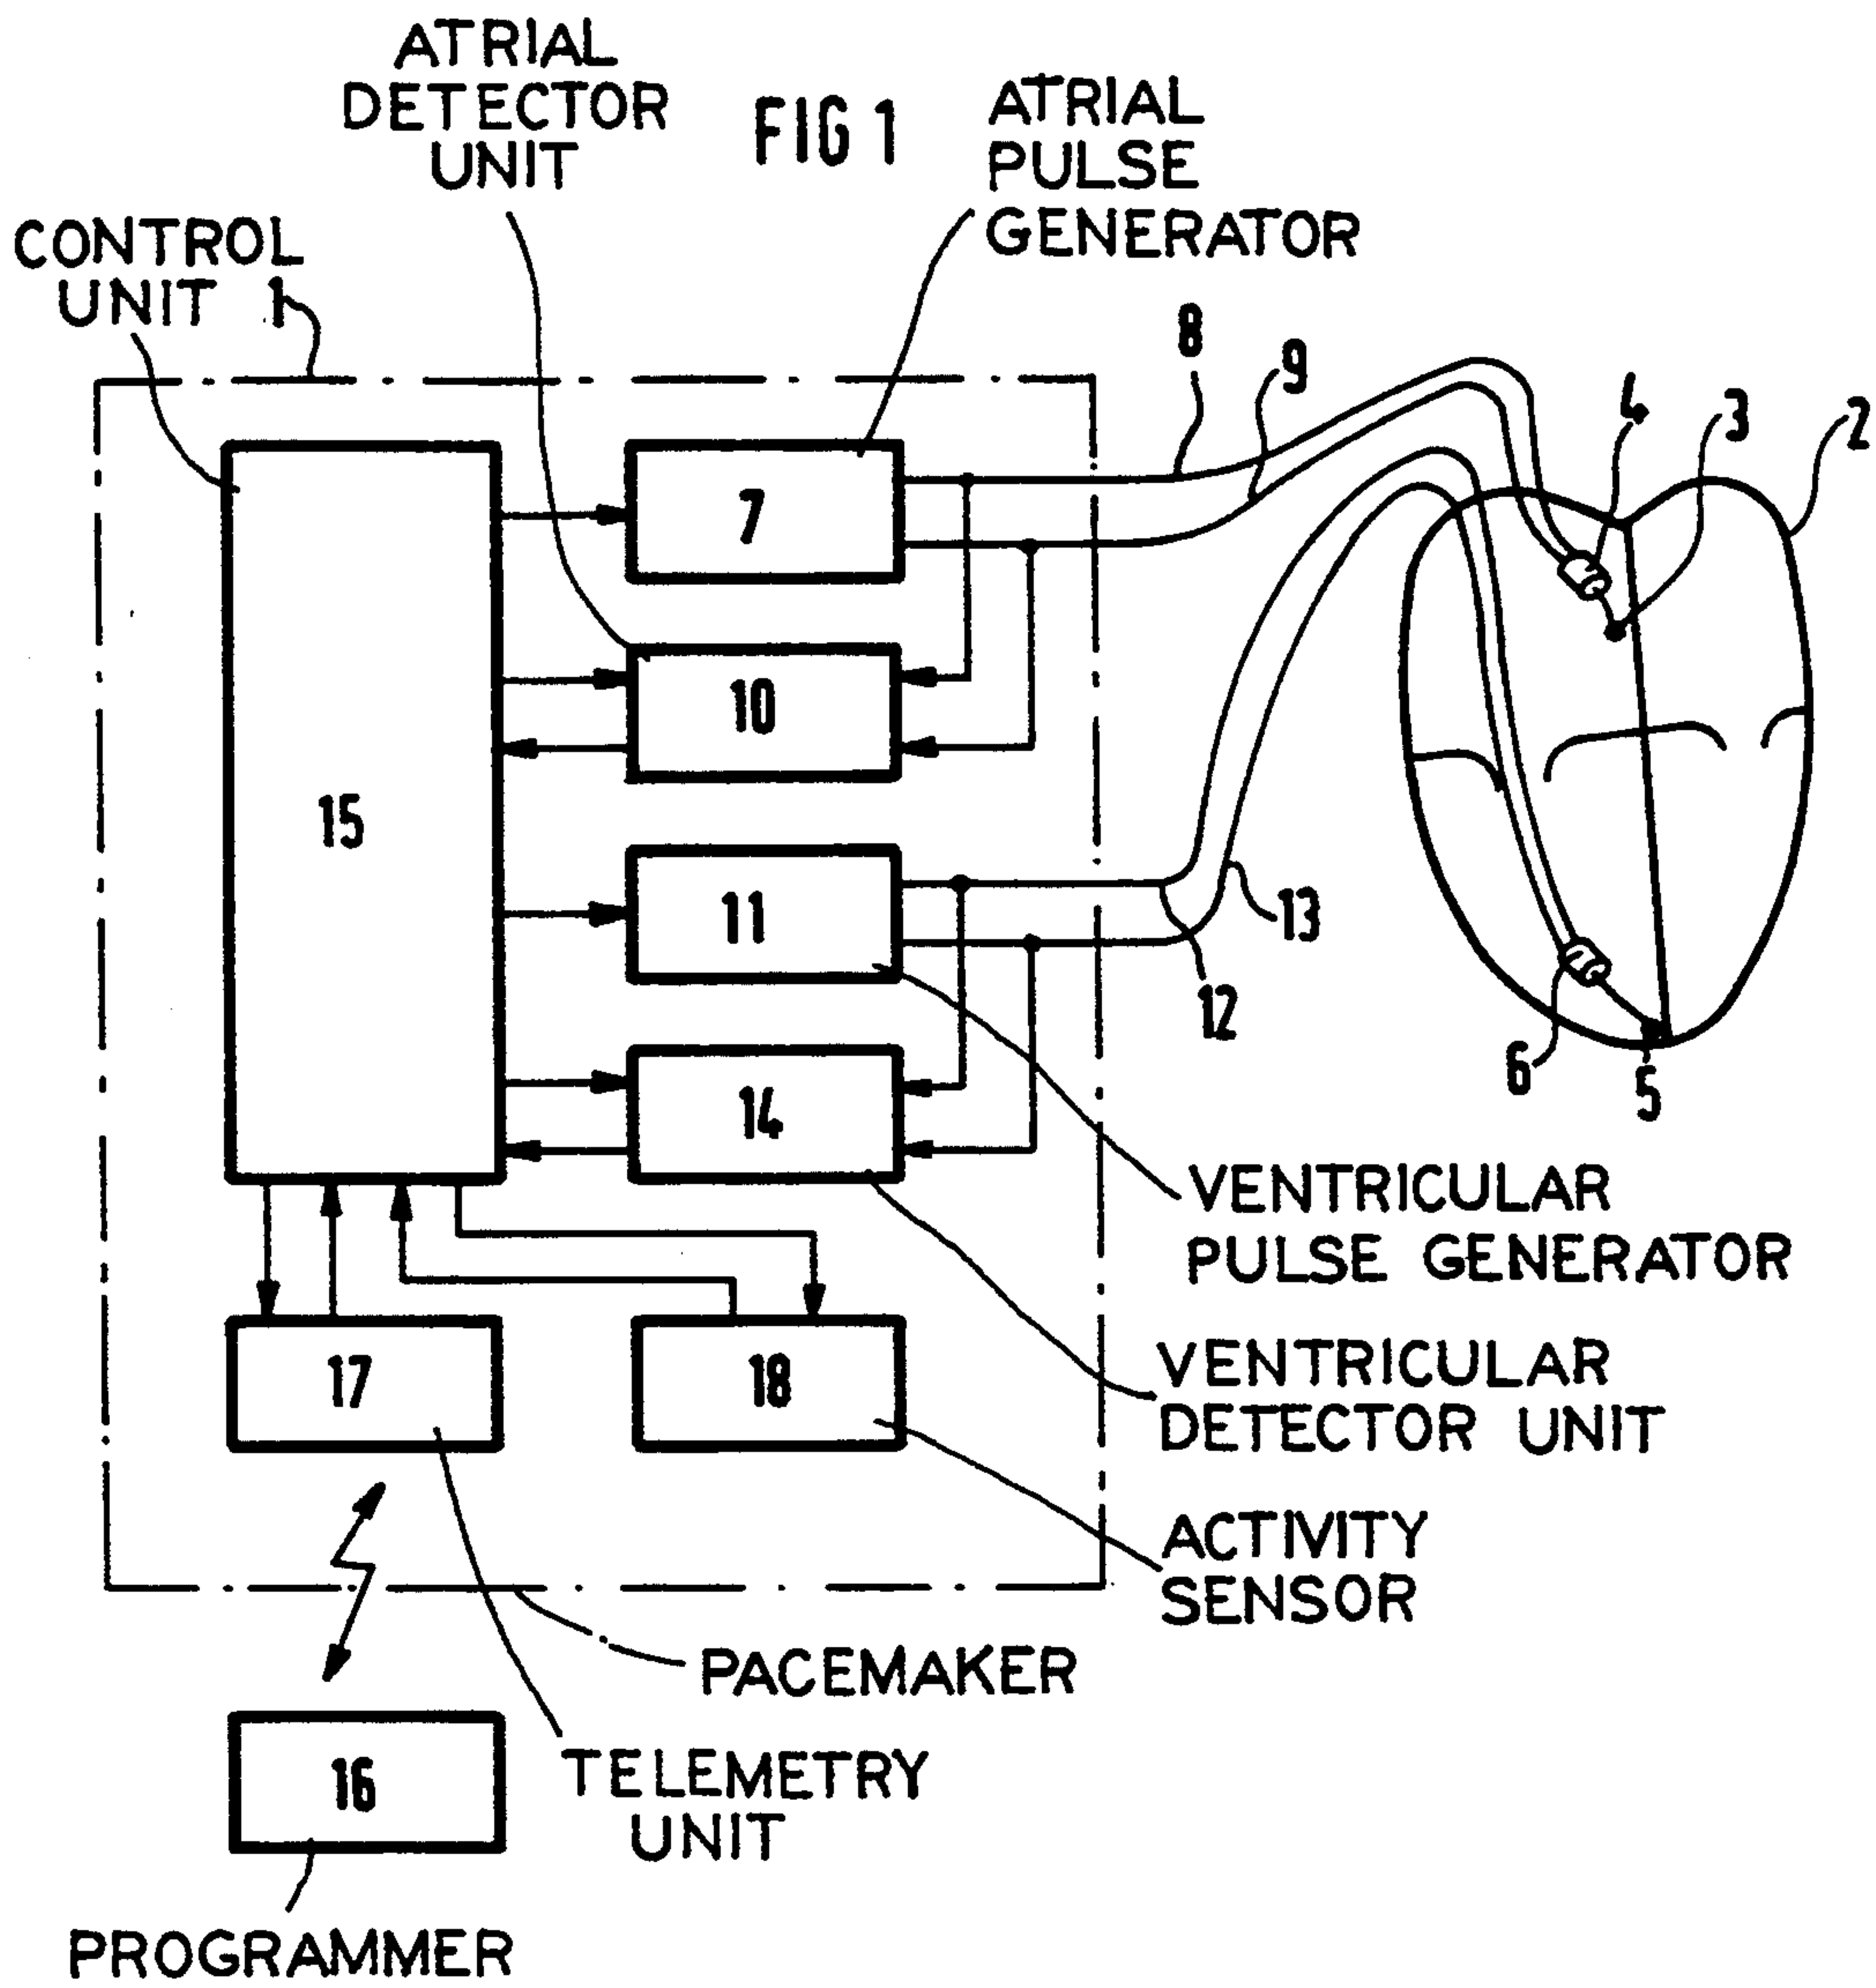 ATRIAL
DETECTOR
UNIT
FIG 1
ATRIAL
PULSE
GENERATOR
CONTROL
UNIT
1
8
9
4
3
2
7
10
15
11
13
12
14
6
5
VENTRICULAR
PULSE GENERATOR
17
18
VENTRICULAR
DETECTOR UNIT
ACTIVITY
SENSOR
PACEMAKER
16
TELEMETRY
UNIT
PROGRAMMER